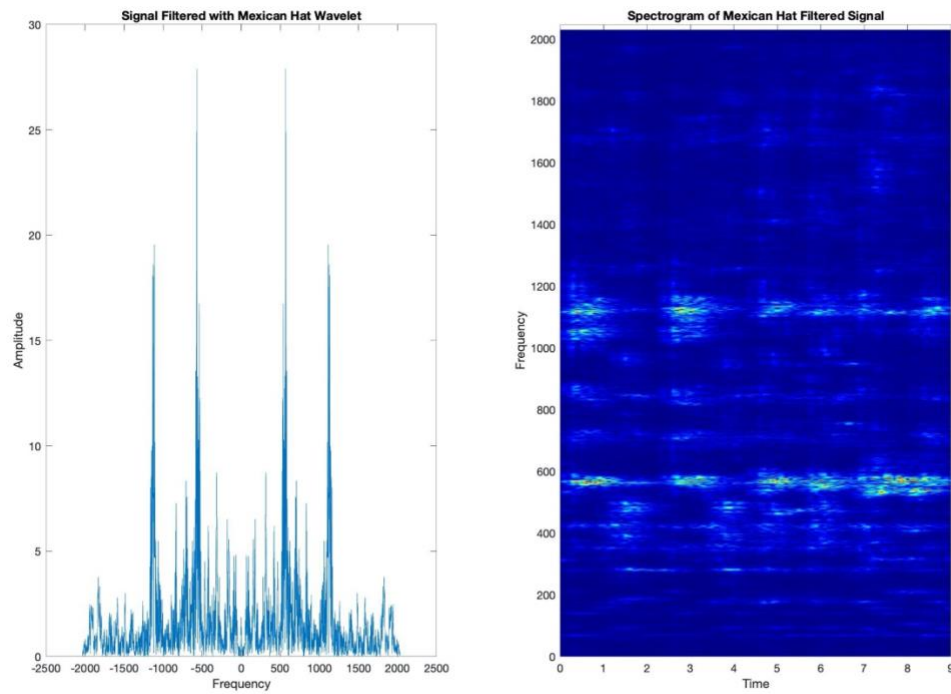 Signal Filtered with Mexican Hat Wavelet
30
25
20
15
10
5
0
Amplitude
-2500 -2000 -1500 -1000 -500 0 500 1000 1500 2000 2500
Frequency
Spectrogram of Mexican Hat Filtered Signal
2000
1800
1600
1400
1200
1000
800
600
400
200
0
Frequency
0 1 2 3 4 5 6 7 8 9
Time